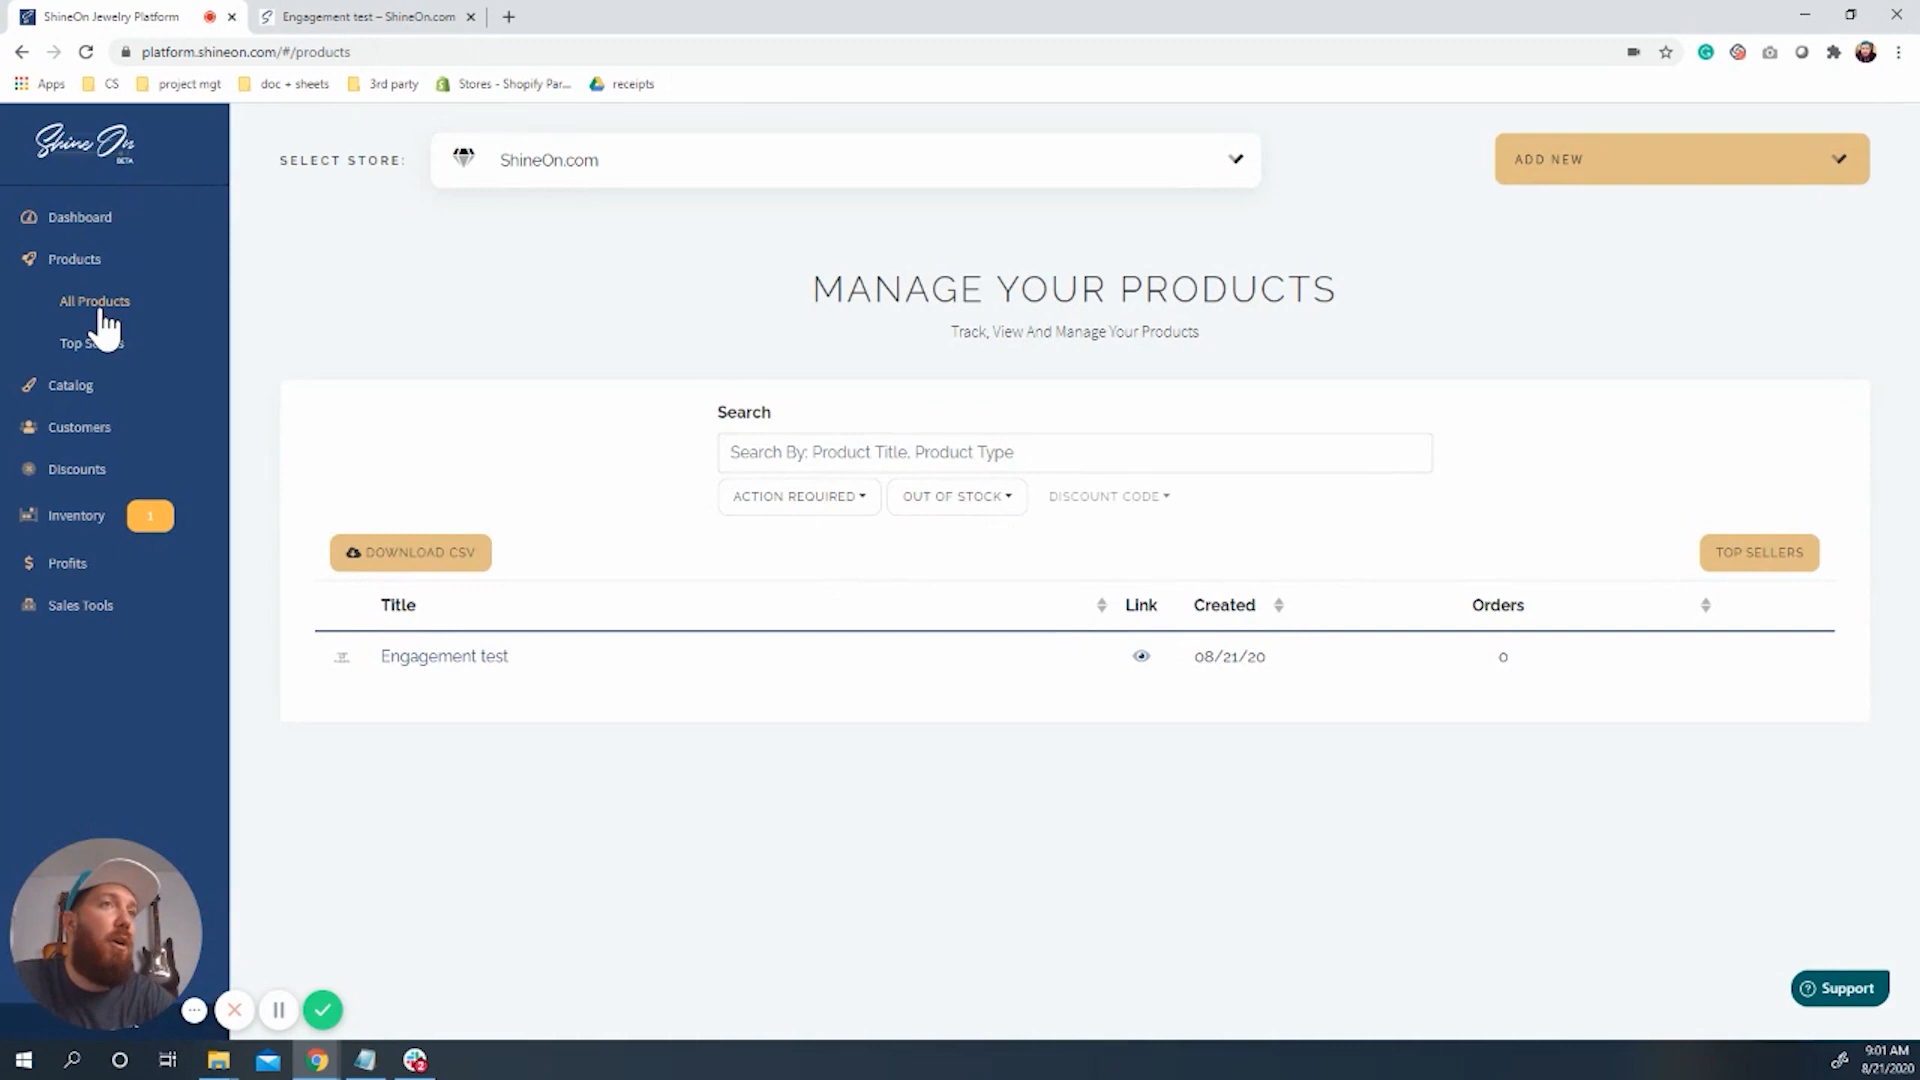 ShineOn Jewelry Platform
Engagement test – ShineOn.com
platform.shineon.com/#/products
Apps
CS
project mgt
doc + sheets
3rd party
Stores - Shopify Par...
receipts
Shine On
BETA
SELECT STORE:
ShineOn.com
ADD NEW
Dashboard
Products
All Products
Catalog
Customers
Discounts
Inventory
1
Profits
Sales Tools
MANAGE YOUR PRODUCTS
Track, View And Manage Your Products
Search
Search By: Product Title, Product Type
ACTION REQUIRED
OUT OF STOCK
DISCOUNT CODE
DOWNLOAD CSV
TOP SELLERS
Title
Link
Created
Orders
Engagement test
08/21/20
0
Support
2
9:01 AM
8/21/2020